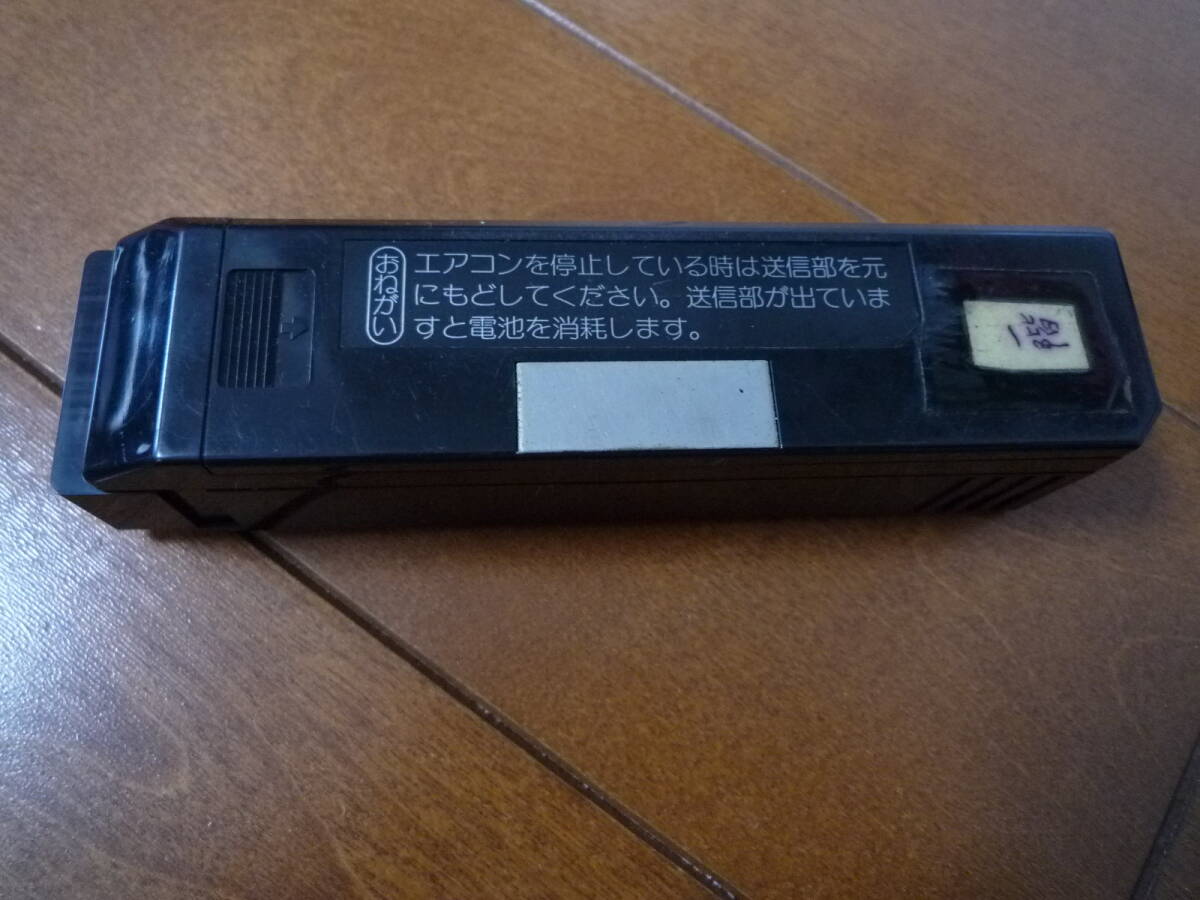 おねがい
エアコンを停止している時は送信部を元
にもどしてください。送信部が出ていま
すと電池を消耗します。
一階